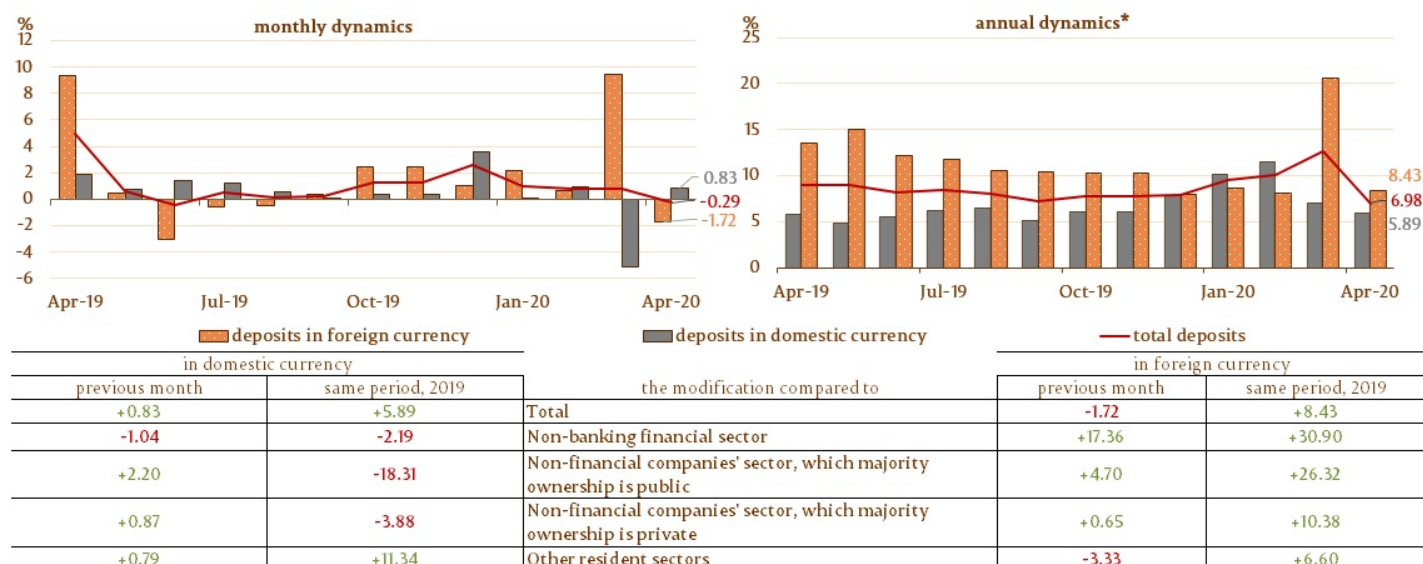 %
monthly dynamics
12
10
8
6
4
2
0
-2
-4
-6
0.83
-0.29
-1.72
Apr-19
Jul-19
Oct-19
Jan-20
Apr-20
%
annual dynamics*
25
20
15
10
5
0
8.43
6.98
5.89
Apr-19
Jul-19
Oct-19
Jan-20
Apr-20
deposits in foreign currency
deposits in domestic currency
total deposits
in domestic currency
the modification compared to
in foreign currency
previous month
same period, 2019
previous month
same period, 2019
+0.83
+5.89
Total
-1.72
+8.43
-1.04
-2.19
Non-banking financial sector
+17.36
+30.90
+2.20
-18.31
Non-financial companies' sector, which majority
ownership is public
+4.70
+26.32
+0.87
-3.88
Non-financial companies' sector, which majority
ownership is private
+0.65
+10.38
+0.79
+11.34
Other resident sectors
-3.33
+6.60